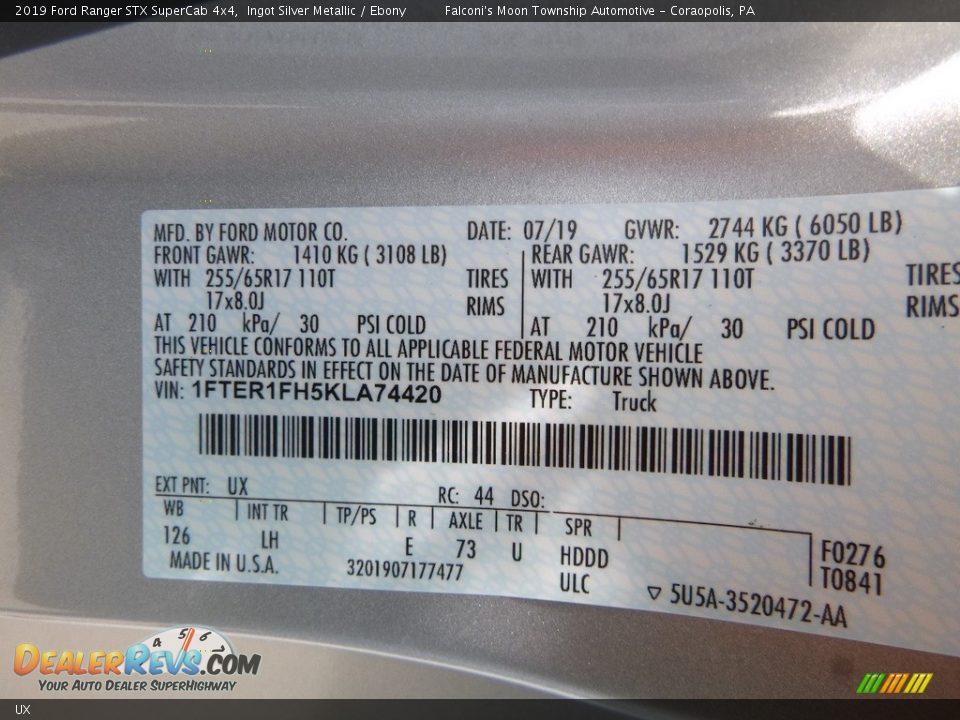 2019 Ford Ranger STX SuperCab 4x4, Ingot Silver Metallic / Ebony Falconi's Moon Township Automotive - Coraopolis, PA
MFD. BY FORD MOTOR CO. DATE: 07/19 GVWR: 2744 KG ( 6050 LB)
FRONT GAWR: 1410 KG ( 3108 LB) REAR GAWR: 1529 KG ( 3370 LB)
WITH 255/65R17 110T TIRES WITH 255/65R17 110T TIRES
17x8.0J RIMS 17x8.0J RIMS
AT 210 kPa/ 30 PSI COLD AT 210 kPa/ 30 PSI COLD
THIS VEHICLE CONFORMS TO ALL APPLICABLE FEDERAL MOTOR VEHICLE
SAFETY STANDARDS IN EFFECT ON THE DATE OF MANUFACTURE SHOWN ABOVE.
VIN: 1FTER1FH5KLA74420 TYPE: Truck
EXT PNT: UX RC: 44 DSO:
WB INT TR TP/PS R AXLE TR SPR
126 LH E 73 U HDDD F0276
MADE IN U.S.A. 3201907177477 ULC T0841
5U5A-3520472-AA
4 5 6
DEALERREVS.COM
YOUR AUTO DEALER SUPERHIGHWAY
UX